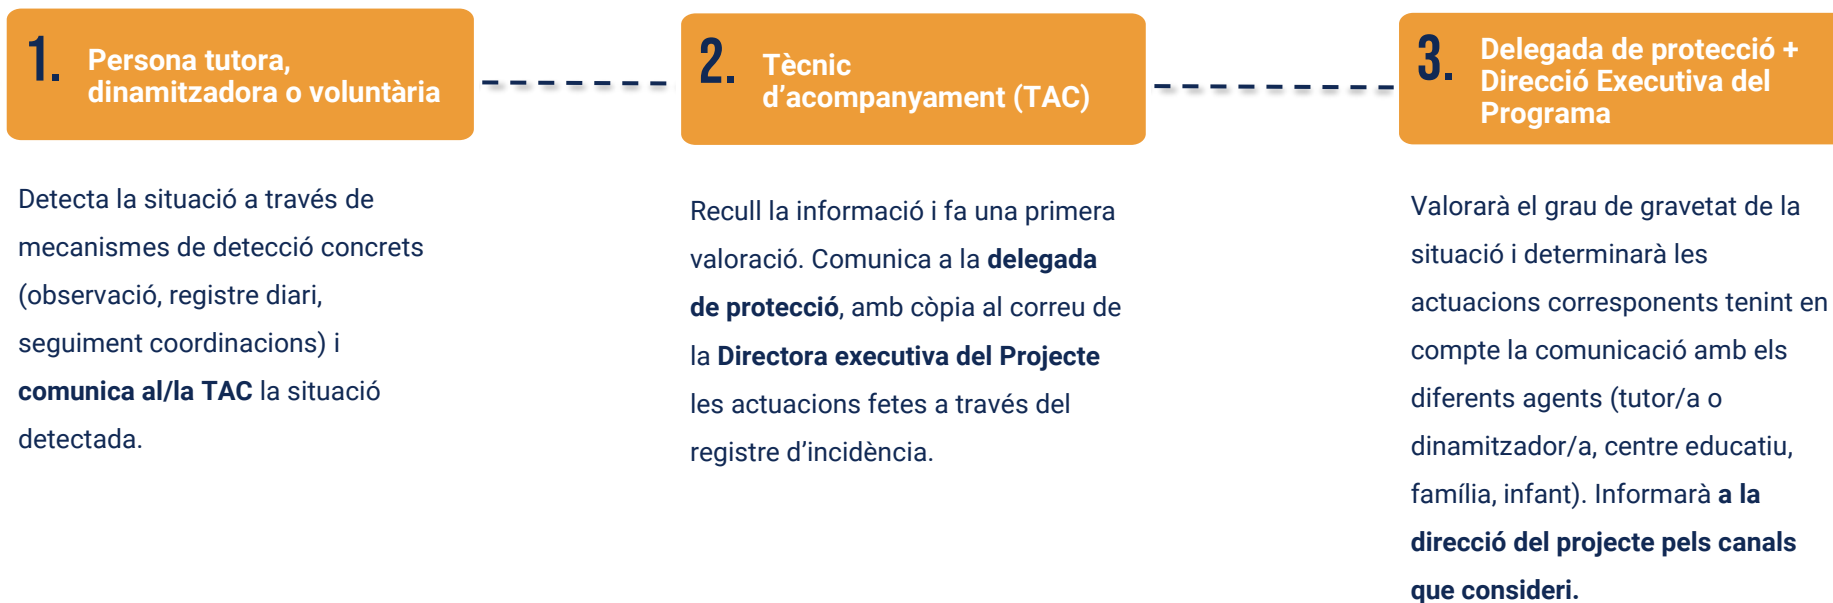 1.
Persona tutora,
dinamitzadora o voluntària
Detecta la situació a través de
mecanismes de detecció concrets
(observació, registre diari,
seguiment coordinacions) i
comunica al/la TAC la situació
detectada.
2.
Tècnic
d’acompanyament (TAC)
Recull la informació i fa una primera
valoració. Comunica a la delegada
de protecció, amb còpia al correu de
la Directora executiva del Projecte
les actuacions fetes a través del
registre d’incidència.
3.
Delegada de protecció +
Direcció Executiva del
Programa
Valorarà el grau de gravetat de la
situació i determinarà les
actuacions corresponents tenint en
compte la comunicació amb els
diferents agents (tutor/a o
dinamitzador/a, centre educatiu,
família, infant). Informarà a la
direcció del projecte pels canals
que consideri.